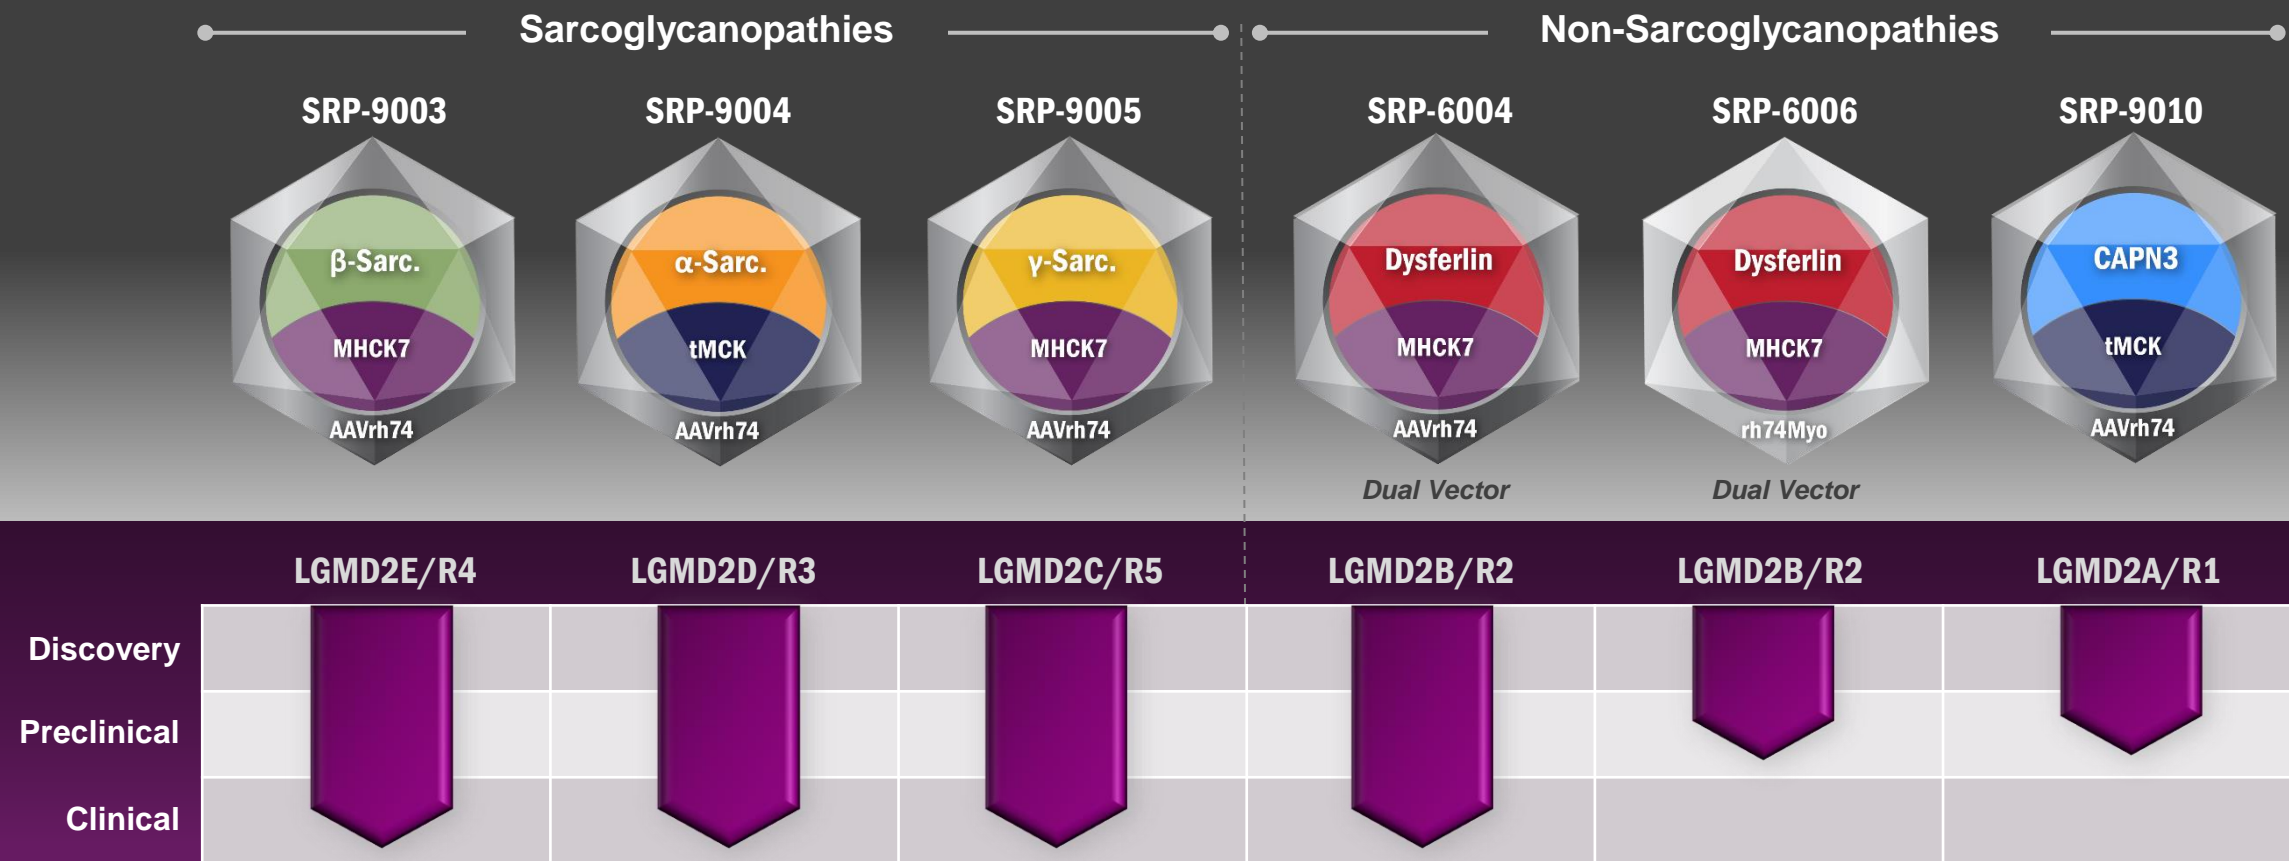 Sarcoglycanopathies
Non-Sarcoglycanopathies
SRP-9003
SRP-9004
SRP-9005
SRP-6004
SRP-6006
SRP-9010
β-Sarc.
α-Sarc.
γ-Sarc.
Dysferlin
Dysferlin
CAPN3
MHCK7
tMCK
MHCK7
MHCK7
MHCK7
tMCK
AAVrh74
AAVrh74
AAVrh74
AAVrh74
rh74Myo
AAVrh74
Dual Vector
Dual Vector
LGMD2E/R4
LGMD2D/R3
LGMD2C/R5
LGMD2B/R2
LGMD2B/R2
LGMD2A/R1
Discovery
Preclinical
Clinical